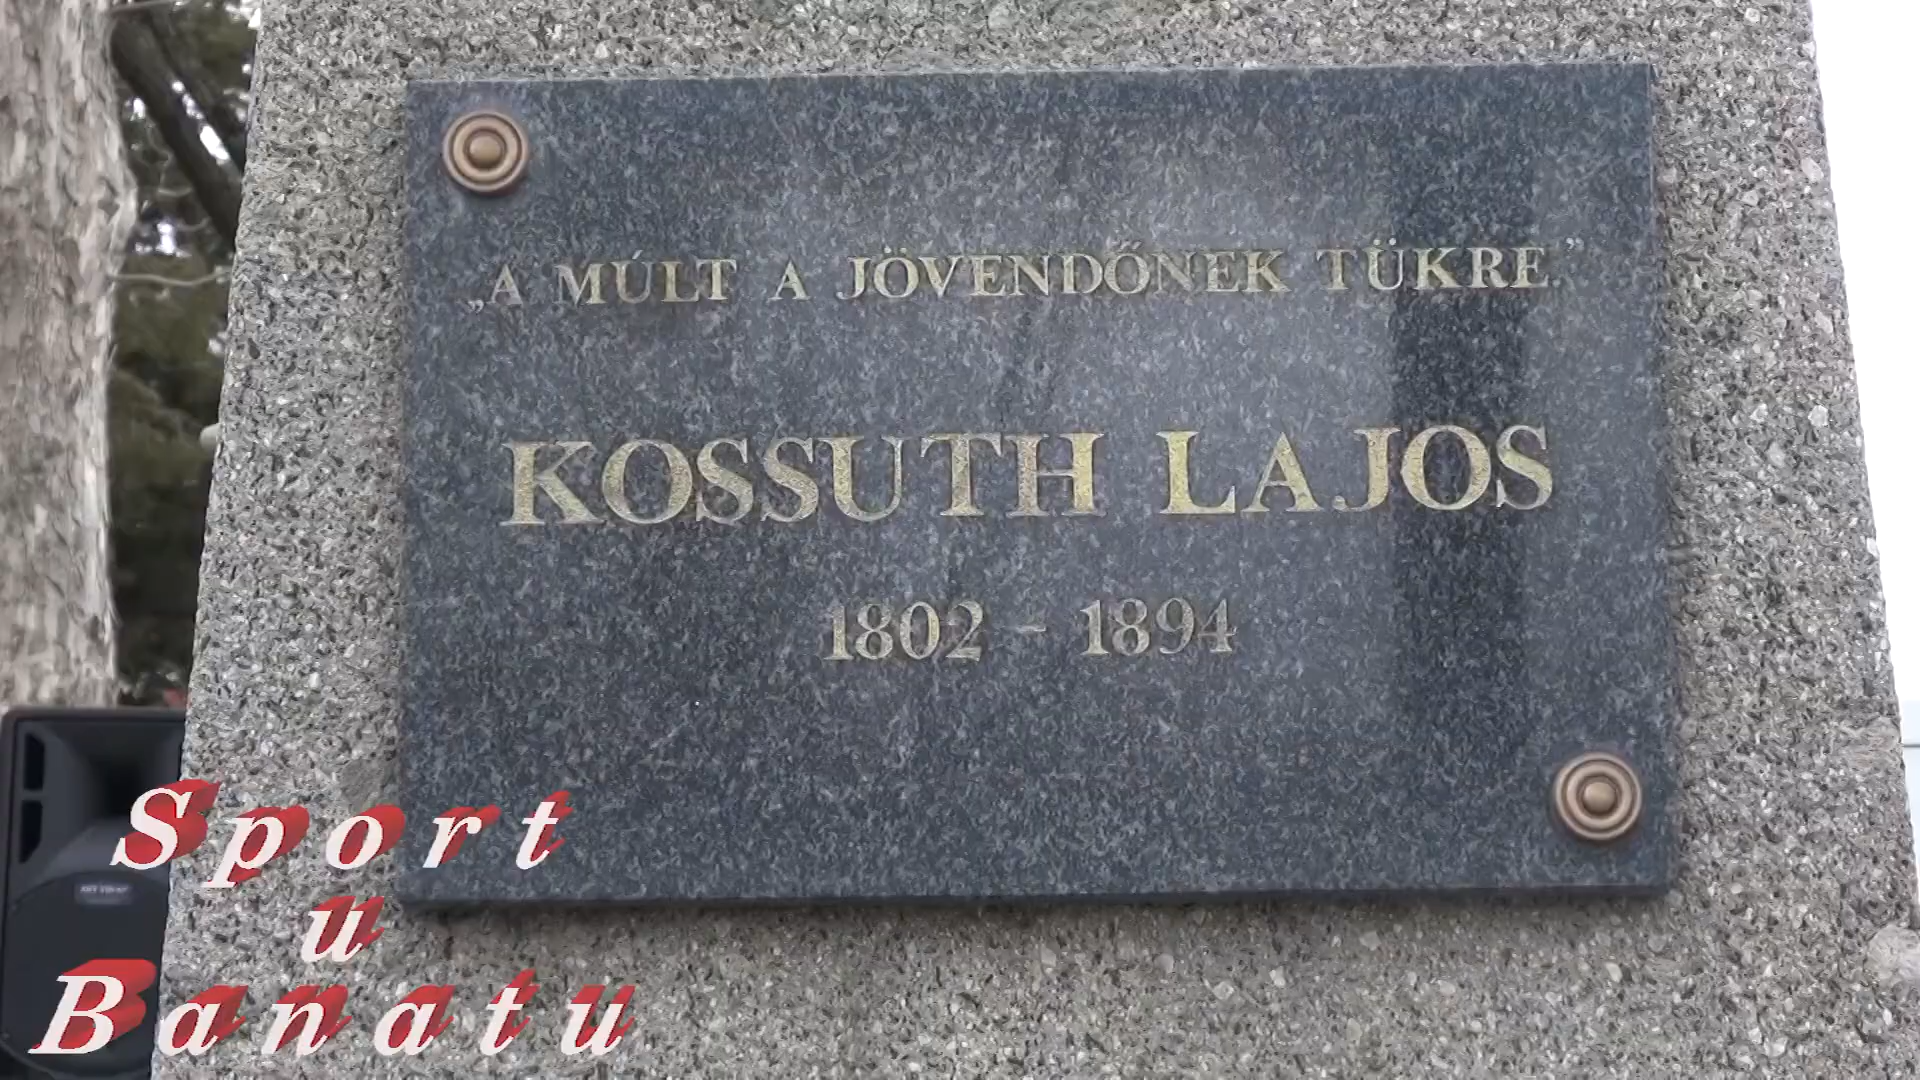 „A MÚLT A JÖVENDŐNEK TÜKRE”
KOSSUTH LAJOS
1802 - 1894
Sport
u
Banatu